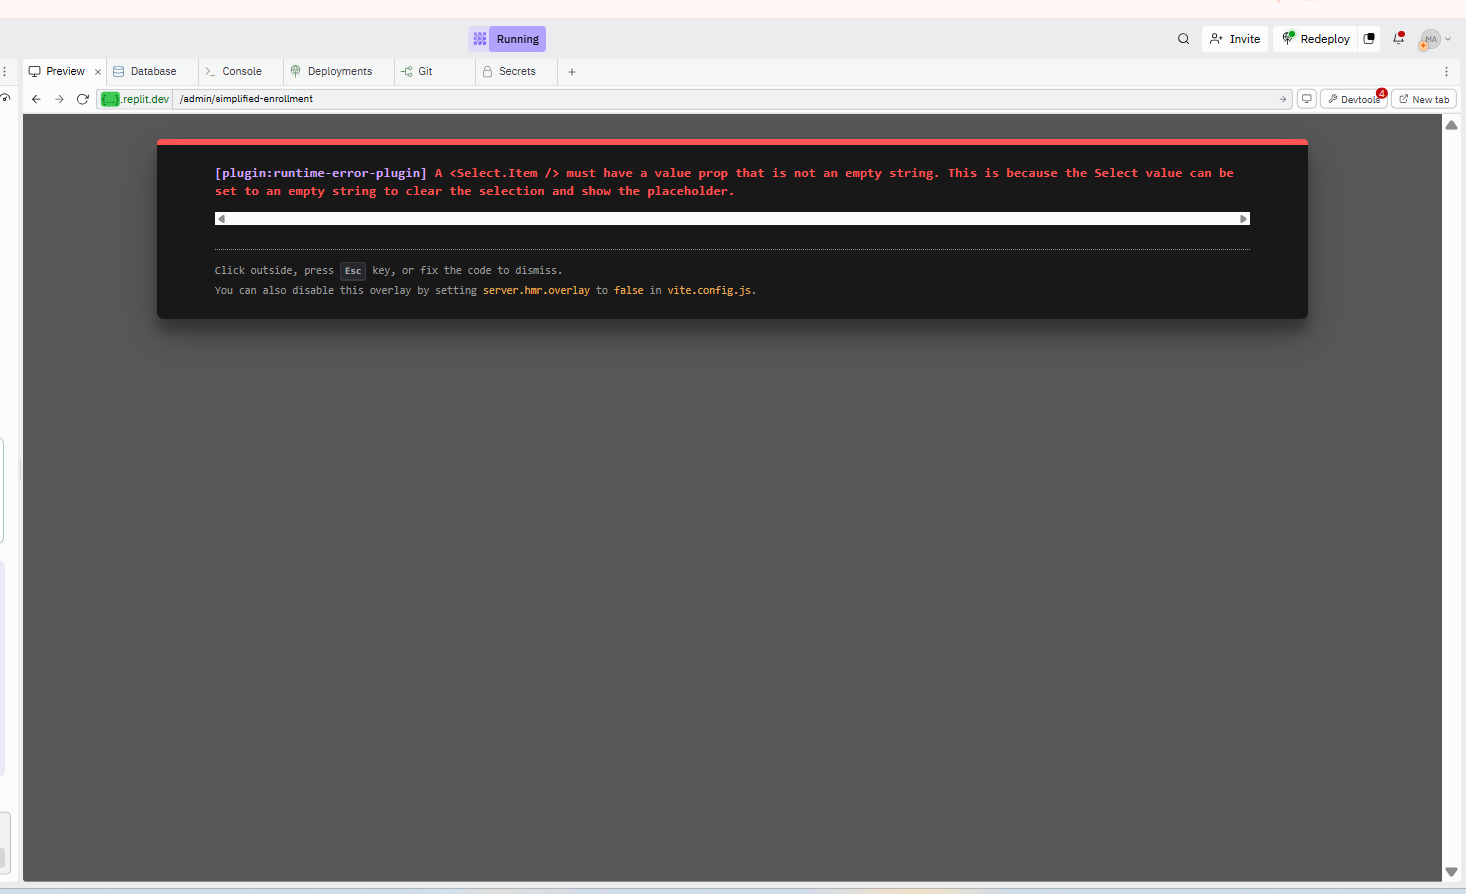 Running
Invite
Redeploy
MA
Preview
Database
Console
Deployments
Git
Secrets
{...}.replit.dev
/admin/simplified-enrollment
Devtools
4
New tab
[plugin:runtime-error-plugin] A <Select.Item /> must have a value prop that is not an empty string. This is because the Select value can be
set to an empty string to clear the selection and show the placeholder.
Click outside, press Esc key, or fix the code to dismiss.
You can also disable this overlay by setting server.hmr.overlay to false in vite.config.js.